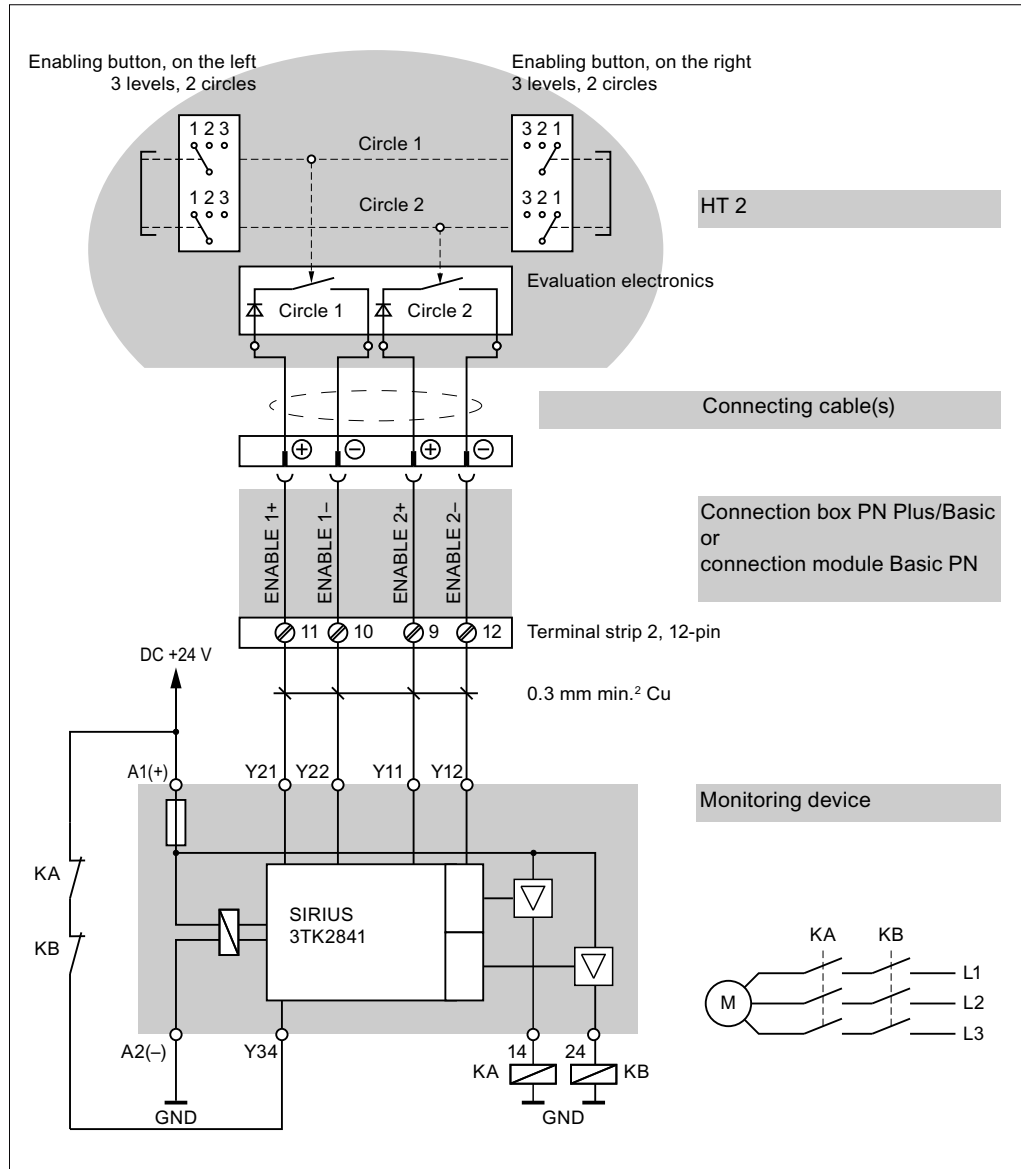 Enabling button, on the left
3 levels, 2 circles
Enabling button, on the right
3 levels, 2 circles
1 2 3
3 2 1
Circle 1
1 2 3
3 2 1
Circle 2
HT 2
Evaluation electronics
Circle 1
Circle 2
Connecting cable(s)
+ − + −
ENABLE 1+
ENABLE 1–
ENABLE 2+
ENABLE 2–
Connection box PN Plus/Basic
or
connection module Basic PN
11 10 9 12
Terminal strip 2, 12-pin
DC +24 V
0.3 mm min.² Cu
A1(+)
Y21 Y22 Y11 Y12
Monitoring device
KA
KB
SIRIUS
3TK2841
KA KB
M
L1
L2
L3
A2(–)
Y34
14 24
KA
KB
GND
GND